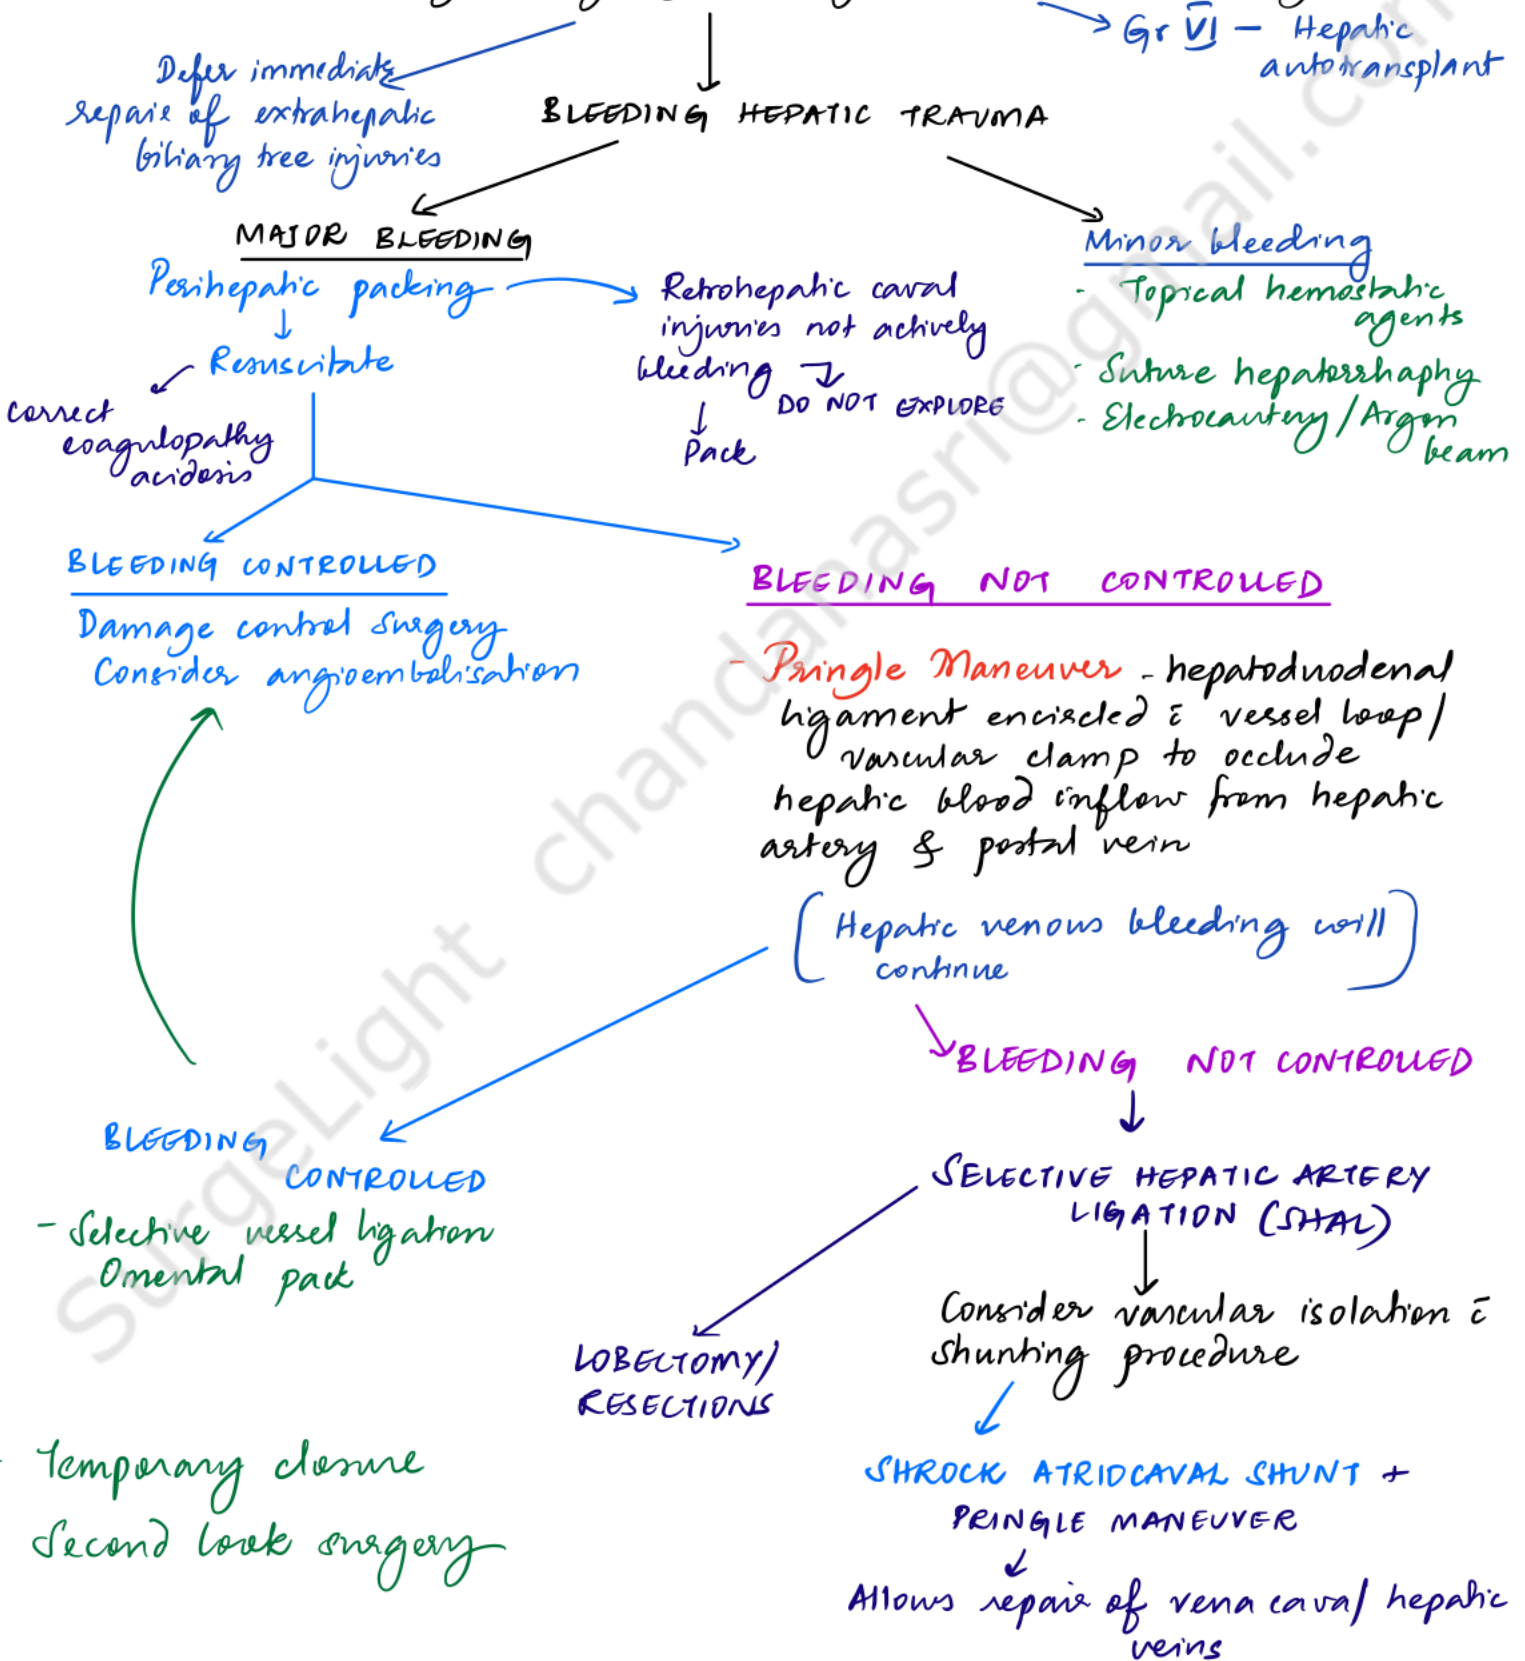 Gr VI – Hepatic
autotransplant
Defer immediate
repair of extrahepatic
biliary tree injuries
BLEEDING HEPATIC TRAUMA
MAJOR BLEEDING
Perihepatic packing
Resuscitate
correct
coagulopathy
acidosis
Retrohepatic caval
injuries not actively
bleeding
DO NOT EXPLORE
Pack
Minor bleeding
- Topical hemostatic
agents
- Suture hepatorrhaphy
- Electrocautery / Argon
beam
BLEEDING CONTROLLED
Damage control surgery
Consider angioembolisation
BLEEDING NOT CONTROLLED
- Pringle Maneuver - hepatoduodenal
ligament encircled c̄ vessel loop /
vascular clamp to occlude
hepatic blood inflow from hepatic
artery & portal vein
[Hepatic venous bleeding will
continue]
BLEEDING NOT CONTROLLED
BLEEDING
CONTROLLED
- Selective vessel ligation
Omental pack
SELECTIVE HEPATIC ARTERY
LIGATION (SHAL)
LOBECTOMY/
RESECTIONS
Consider vascular isolation c̄
shunting procedure
- Temporary closure
Second look surgery
SHROCK ATRIOCAVAL SHUNT +
PRINGLE MANEUVER
Allows repair of vena cava/ hepatic
veins
SurgeLight chandanasri@gmail.com